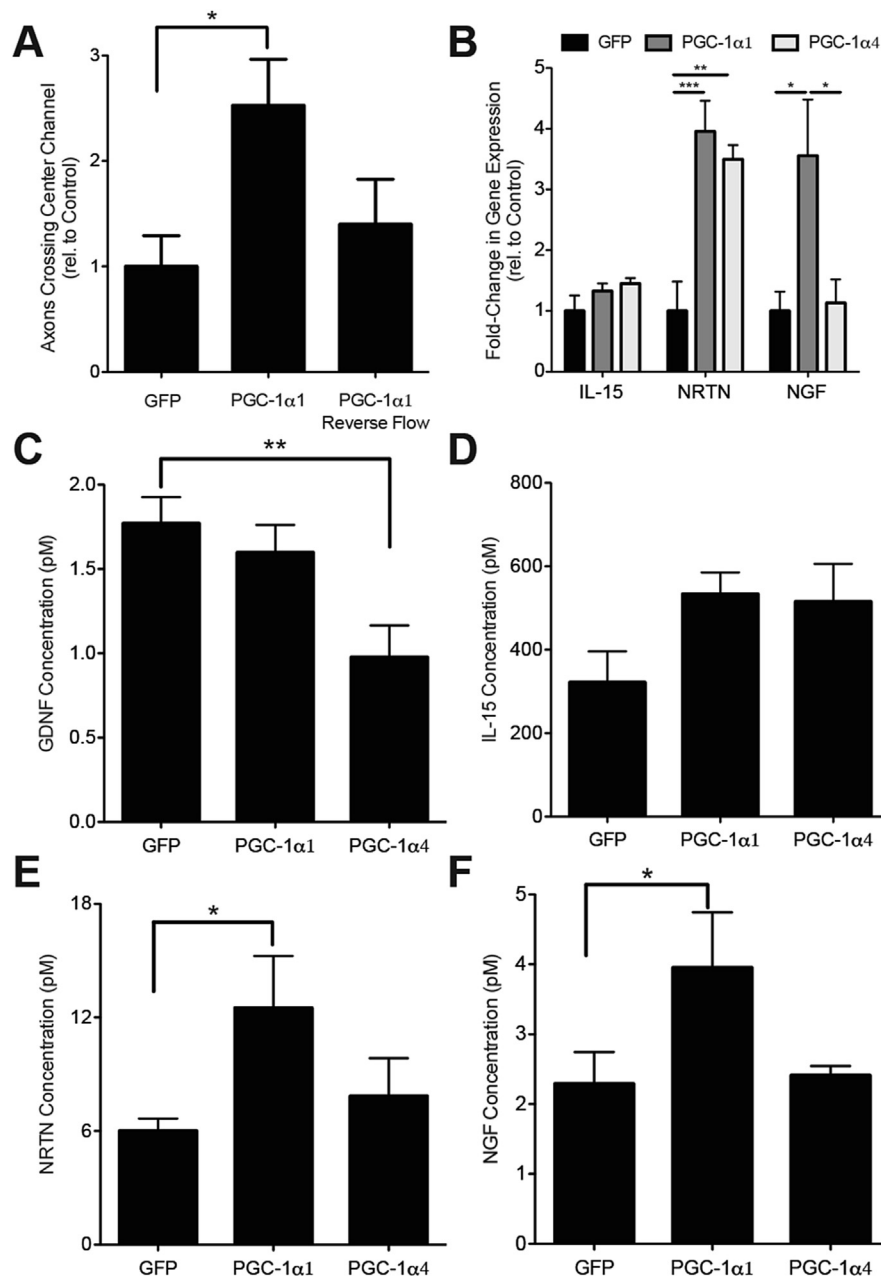 A
*
Axons Crossing Center Channel
(rel. to Control)
3
2
1
0
GFP
PGC-1α1
PGC-1α1
Reverse Flow
B
GFP
PGC-1α1
PGC-1α4
Fold-Change in Gene Expression
(rel. to Control)
5
4
3
2
1
0
**
***
*
*
IL-15
NRTN
NGF
C
**
GDNF Concentration (pM)
2.0
1.5
1.0
0.5
0.0
GFP
PGC-1α1
PGC-1α4
D
IL-15 Concentration (pM)
800
600
400
200
0
GFP
PGC-1α1
PGC-1α4
E
*
NRTN Concentration (pM)
18
12
6
0
GFP
PGC-1α1
PGC-1α4
F
*
NGF Concentration (pM)
5
4
3
2
1
0
GFP
PGC-1α1
PGC-1α4